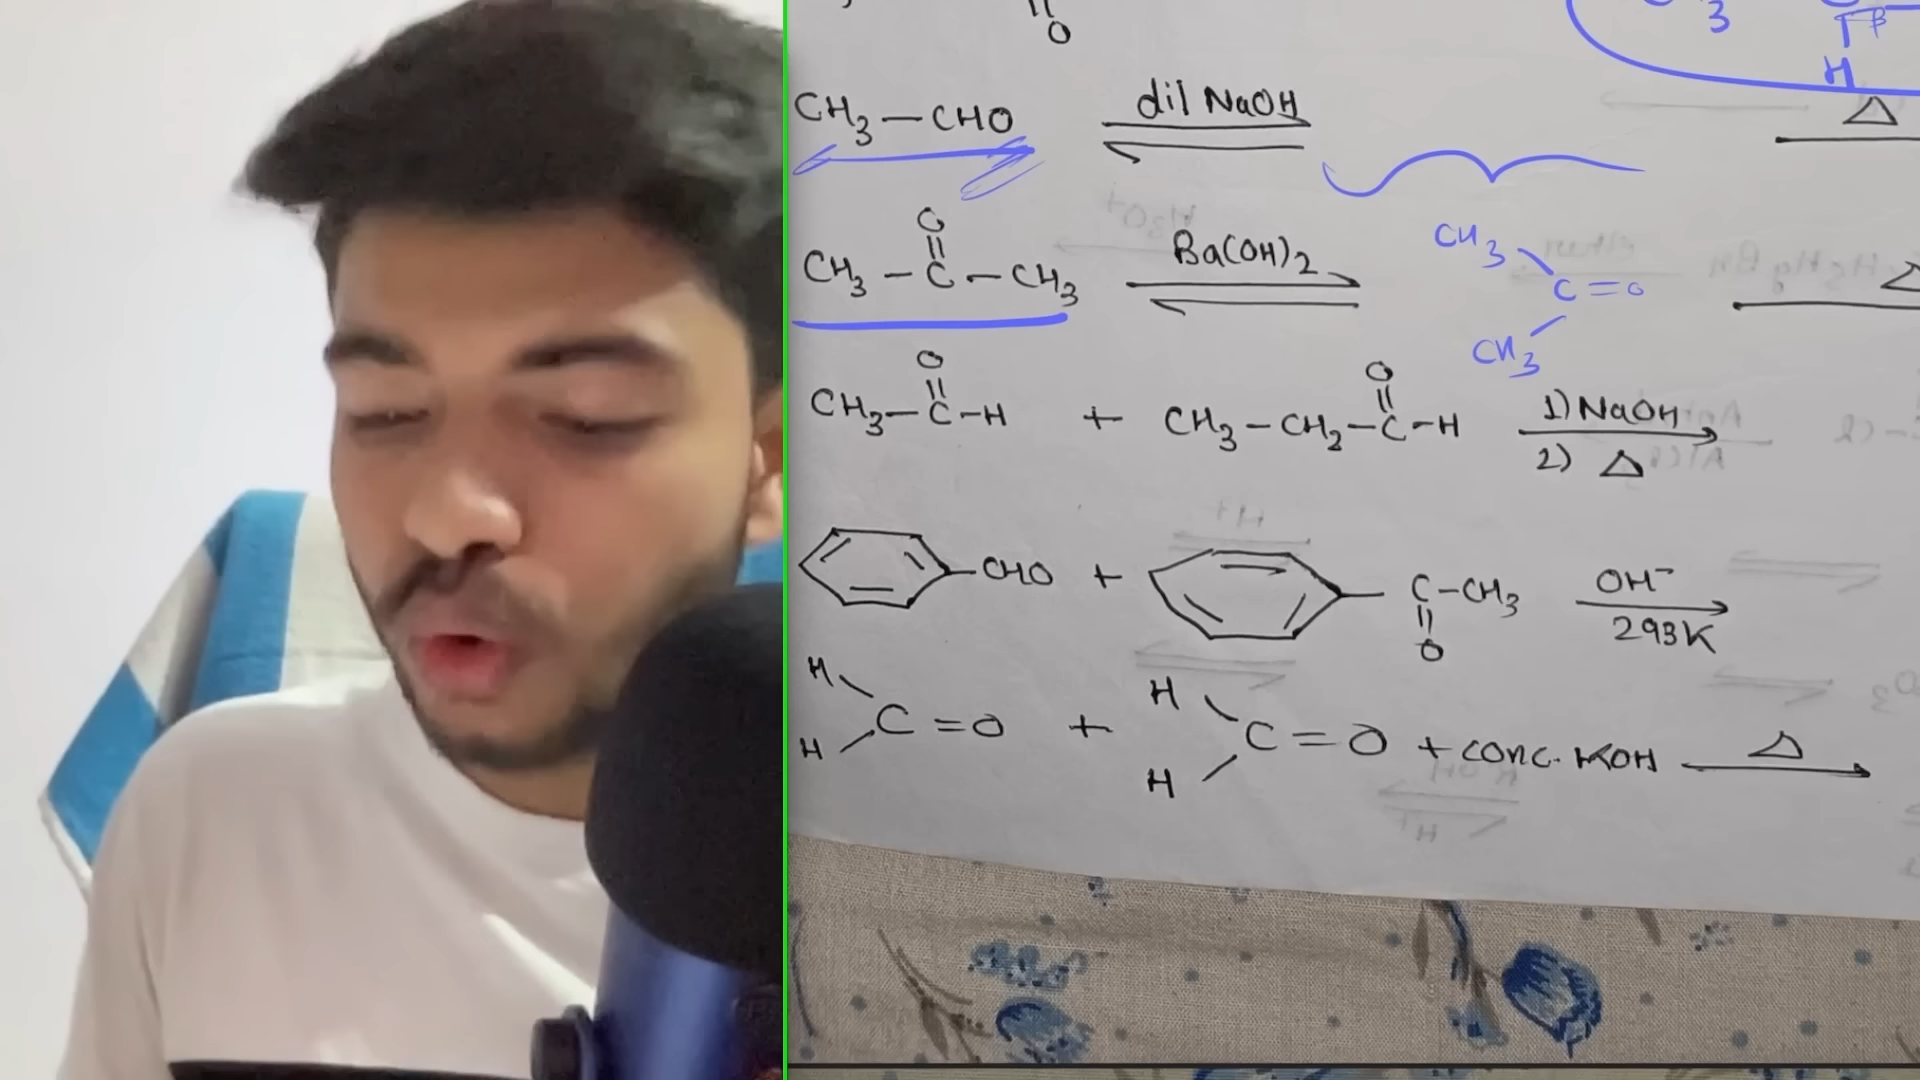 O
3 β
H
CH3-CHO dil NaOH ⇌ Δ
O
CH3-C-CH3 Ba(OH)2 ⇌ Δ
CH3
C=O
CH3
O O
CH3-C-H + CH3-CH2-C-H 1) NaOH
2) Δ
-CHO + C-CH3 OH-
O 293K
H H
C=O + C=O + conc. KOH Δ
H H